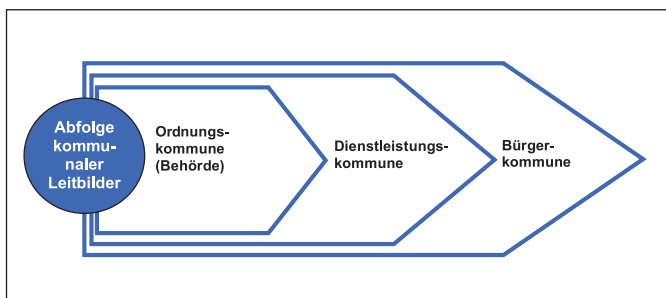 Abfolge
kommu-
naler
Leitbilder
Ordnungs-
kommune
(Behörde)
Dienstleistungs-
kommune
Bürger-
kommune